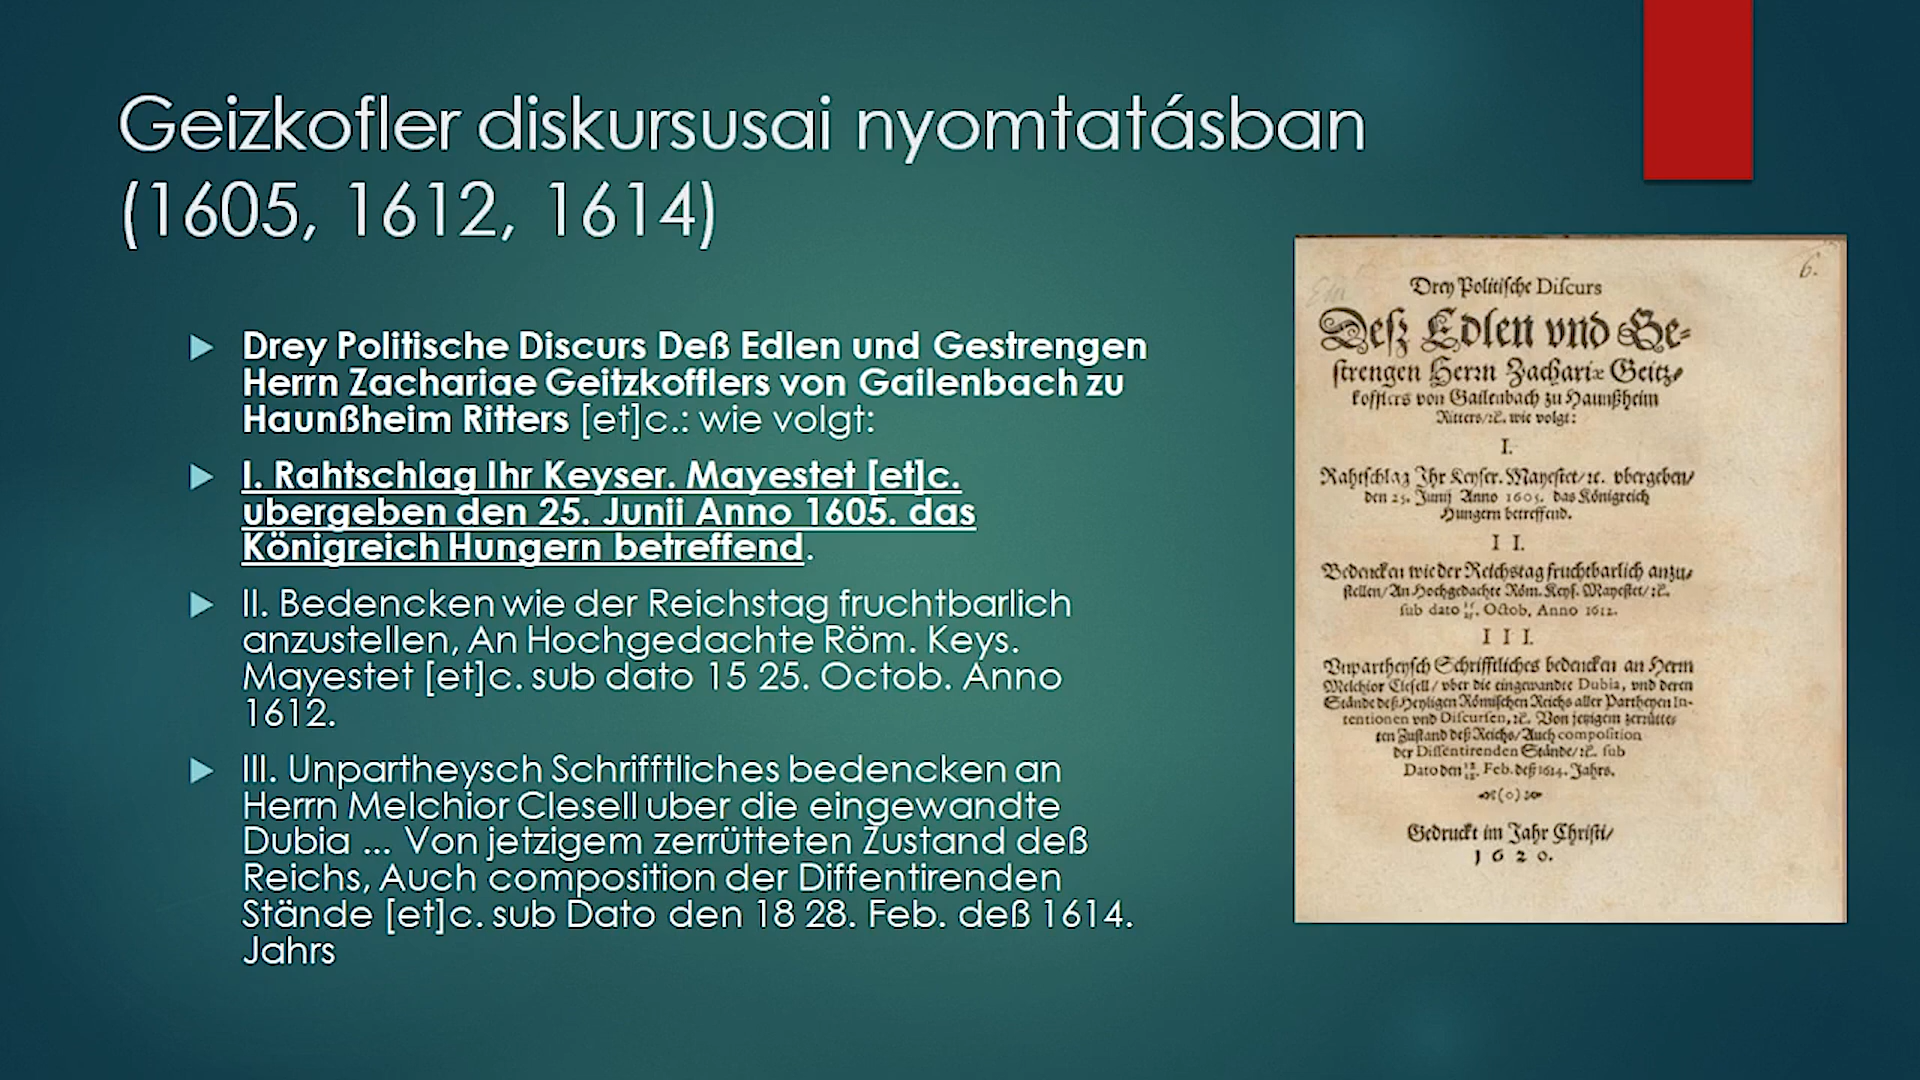 Geizkofler diskursusai nyomtatásban
(1605, 1612, 1614)
Drey Politische Discurs Deß Edlen und Gestrengen
Herrn Zachariae Geitzkofflers von Gailenbach zu
Haunßheim Ritters [et]c.: wie volgt:
I. Rahtschlag Ihr Keyser. Mayestet [et]c.
ubergeben den 25. Junii Anno 1605. das
Königreich Hungern betreffend.
II. Bedencken wie der Reichstag fruchtbarlich
anzustellen, An Hochgedachte Röm. Keys.
Mayestet [et]c. sub dato 15 25. Octob. Anno
1612.
III. Unpartheysch Schrifftliches bedencken an
Herrn Melchior Clesell uber die eingewandte
Dubia ... Von jetzigem zerrütteten Zustand deß
Reichs, Auch composition der Diffentirenden
Stände [et]c. sub Dato den 18 28. Feb. deß 1614.
Jahrs
6.
Drey Politische Discurs
Deß Edlen vnd Ge-
strengen Herrn Zachariæ Geitz-
kofflers von Gailenbach zu Haunßheim
Ritters/ ꝛc. wie volgt:
I.
Rahtschlag Ihr Keyser. Mayestet/ ꝛc. vbergeben/
den 25. Junij Anno 1605. das Königreich
Hungern betreffend.
II.
Bedencken wie der Reichstag fruchtbarlich anzu-
stellen/ An Hochgedachte Röm. Keys. Mayestet/ ꝛc.
sub dato Octob. Anno 1612.
III.
Vnpartheysch Schrifftliches bedencken an Herrn
Melchior Clesell/ vber die eingewandte Dubia, vnd deren
Stände deß Heyligen Römischen Reichs aller Partheyen In-
tentionen vnd Discursen, ꝛc. Von jetzigem zerrütte-
ten Zustand deß Reichs/ Auch composition
der Dissentirenden Stände/ ꝛc. sub
Dato den Feb. deß 1614. Jahrs.
(o)
Gedruckt im Jahr Christi/
1620.